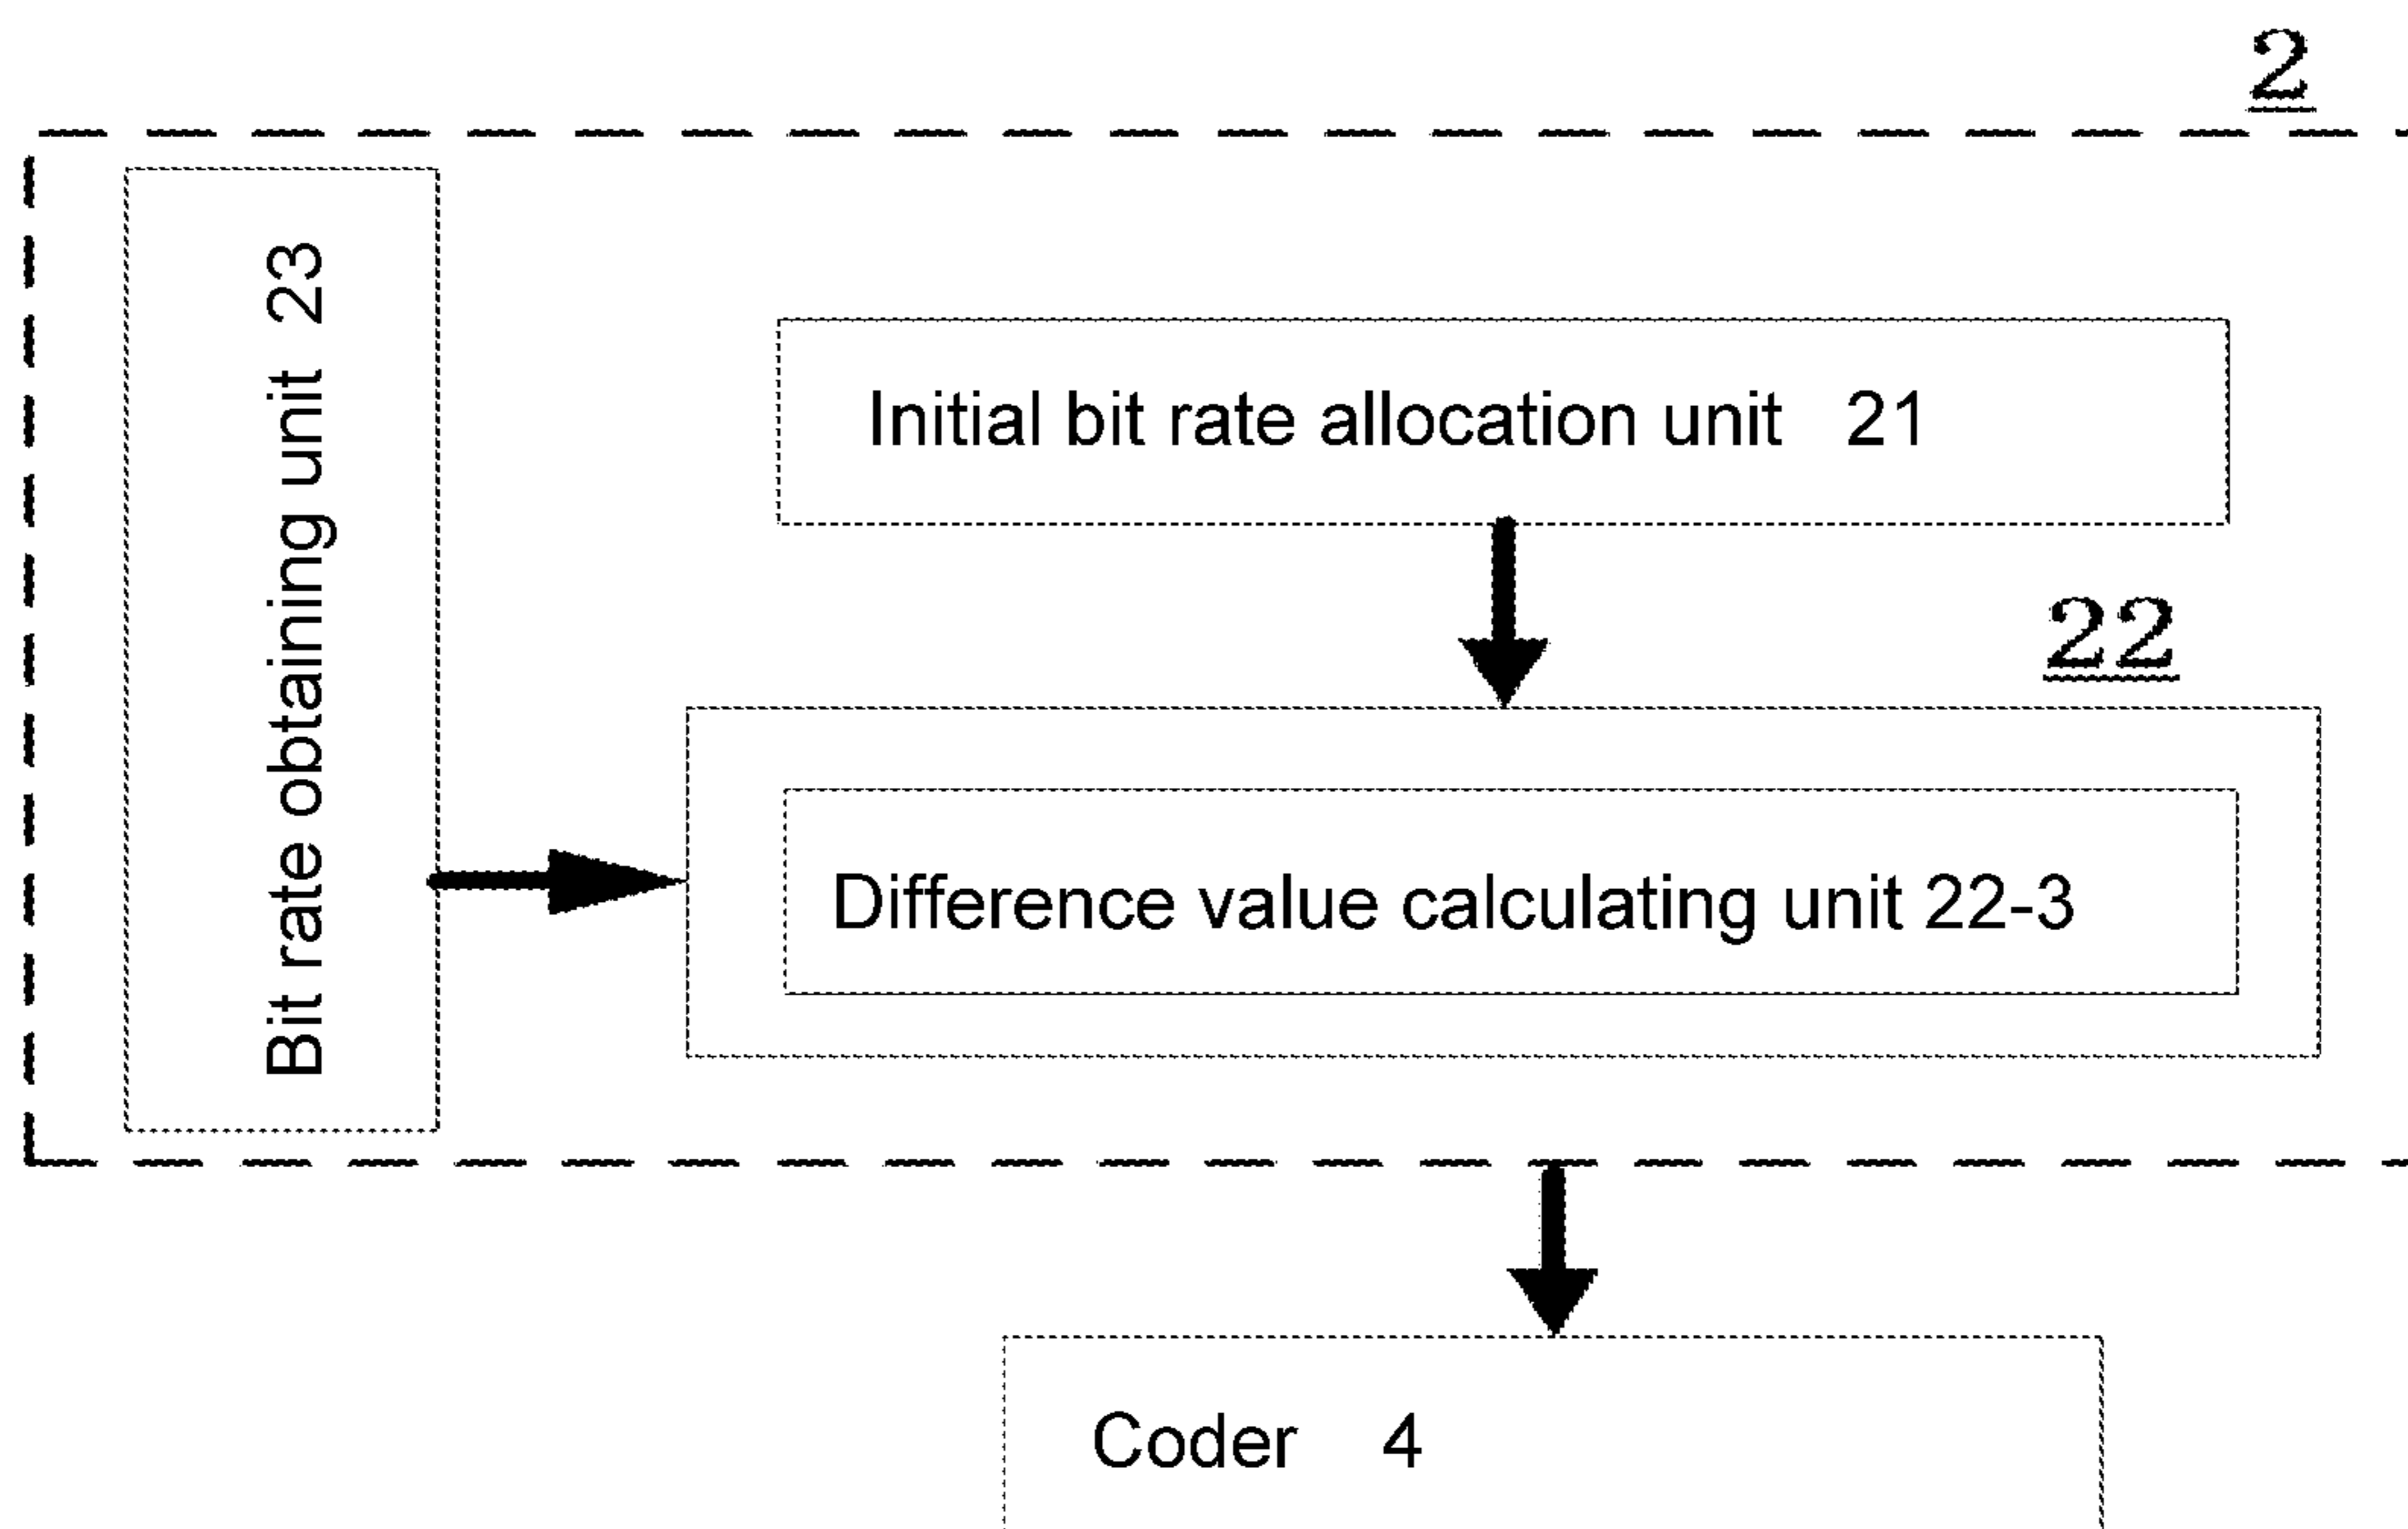 2
Bit rate obtaining unit 23
Initial bit rate allocation unit 21
22
Difference value calculating unit 22-3
Coder 4